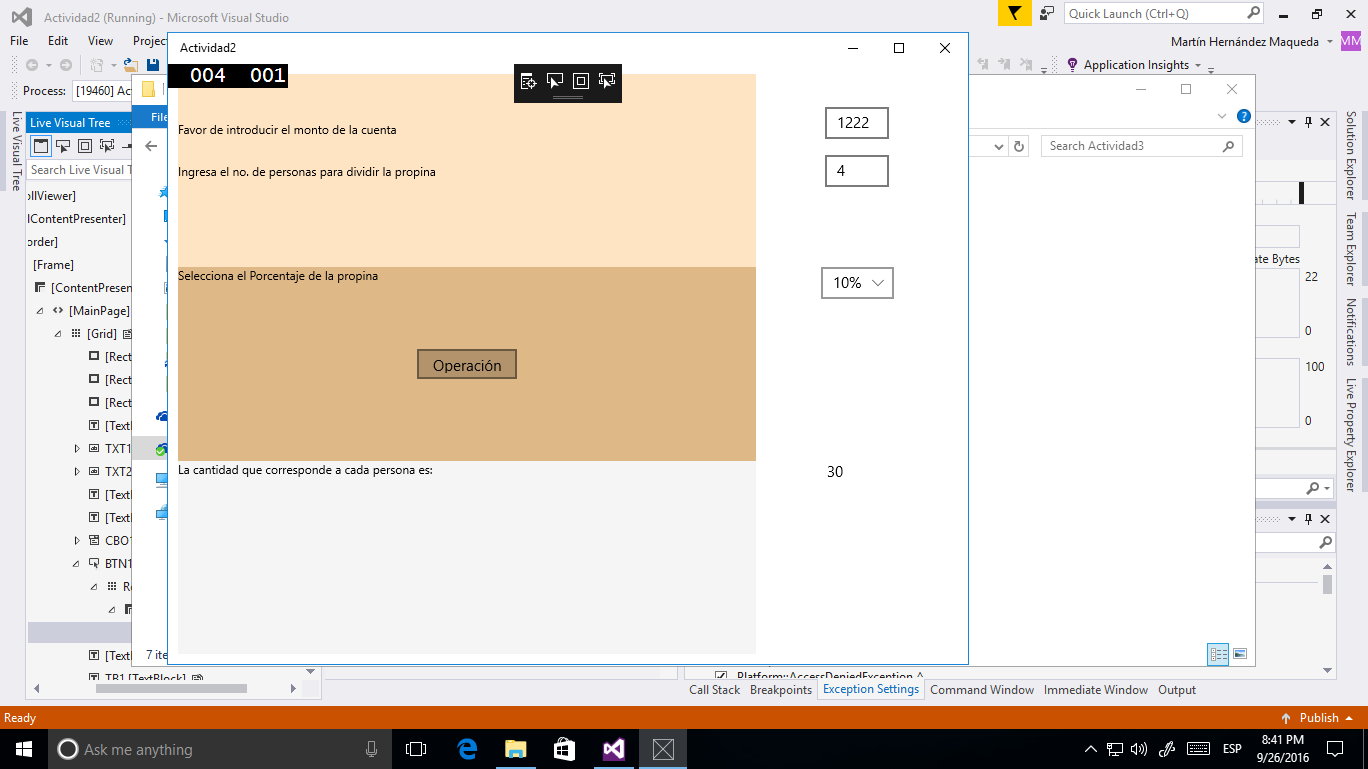 Actividad2 (Running) - Microsoft Visual Studio
Quick Launch (Ctrl+Q)
File Edit View Project
Martín Hernández Maqueda MM
Application Insights
Process: [19460]
Actividad2
004 001
Favor de introducir el monto de la cuenta
1222
Ingresa el no. de personas para dividir la propina
4
Selecciona el Porcentaje de la propina
10%
Operación
La cantidad que corresponde a cada persona es:
30
File
Search Actividad3
7
Live Visual Tree
Live Visual Tree
Search Live Visual T
ollViewer]
lContentPresenter]
order]
[Frame]
[ContentPresen
[MainPage]
[Grid]
[Rect
[Rect
[Rect
[TextB
TXT1
TXT2
[TextB
[TextB
CBO1
BTN1
[TextB
TB1 [TextBlock]
Solution Explorer
Team Explorer
Notifications
Live Property Explorer
ate Bytes
22
0
100
0
Platform::AccessDeniedException ^
Call Stack Breakpoints Exception Settings Command Window Immediate Window Output
Ready
Publish
Ask me anything
ESP
8:41 PM
9/26/2016